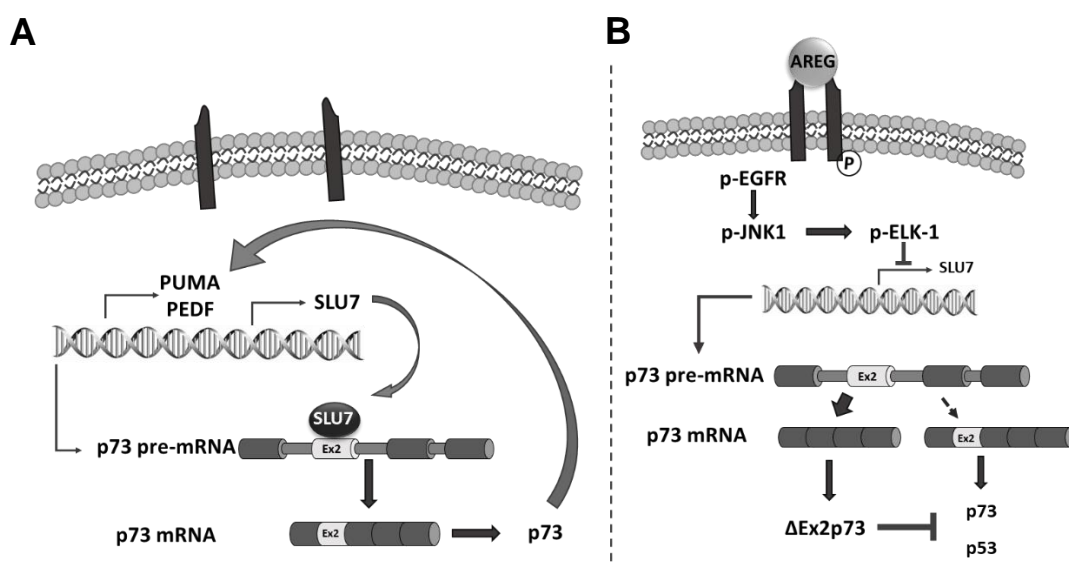 A
PUMA
PEDF
SLU7
SLU7
p73 pre-mRNA
Ex2
p73 mRNA
Ex2
p73
B
AREG
P
p-EGFR
p-JNK1
p-ELK-1
SLU7
p73 pre-mRNA
Ex2
p73 mRNA
Ex2
ΔEx2p73
p73
p53